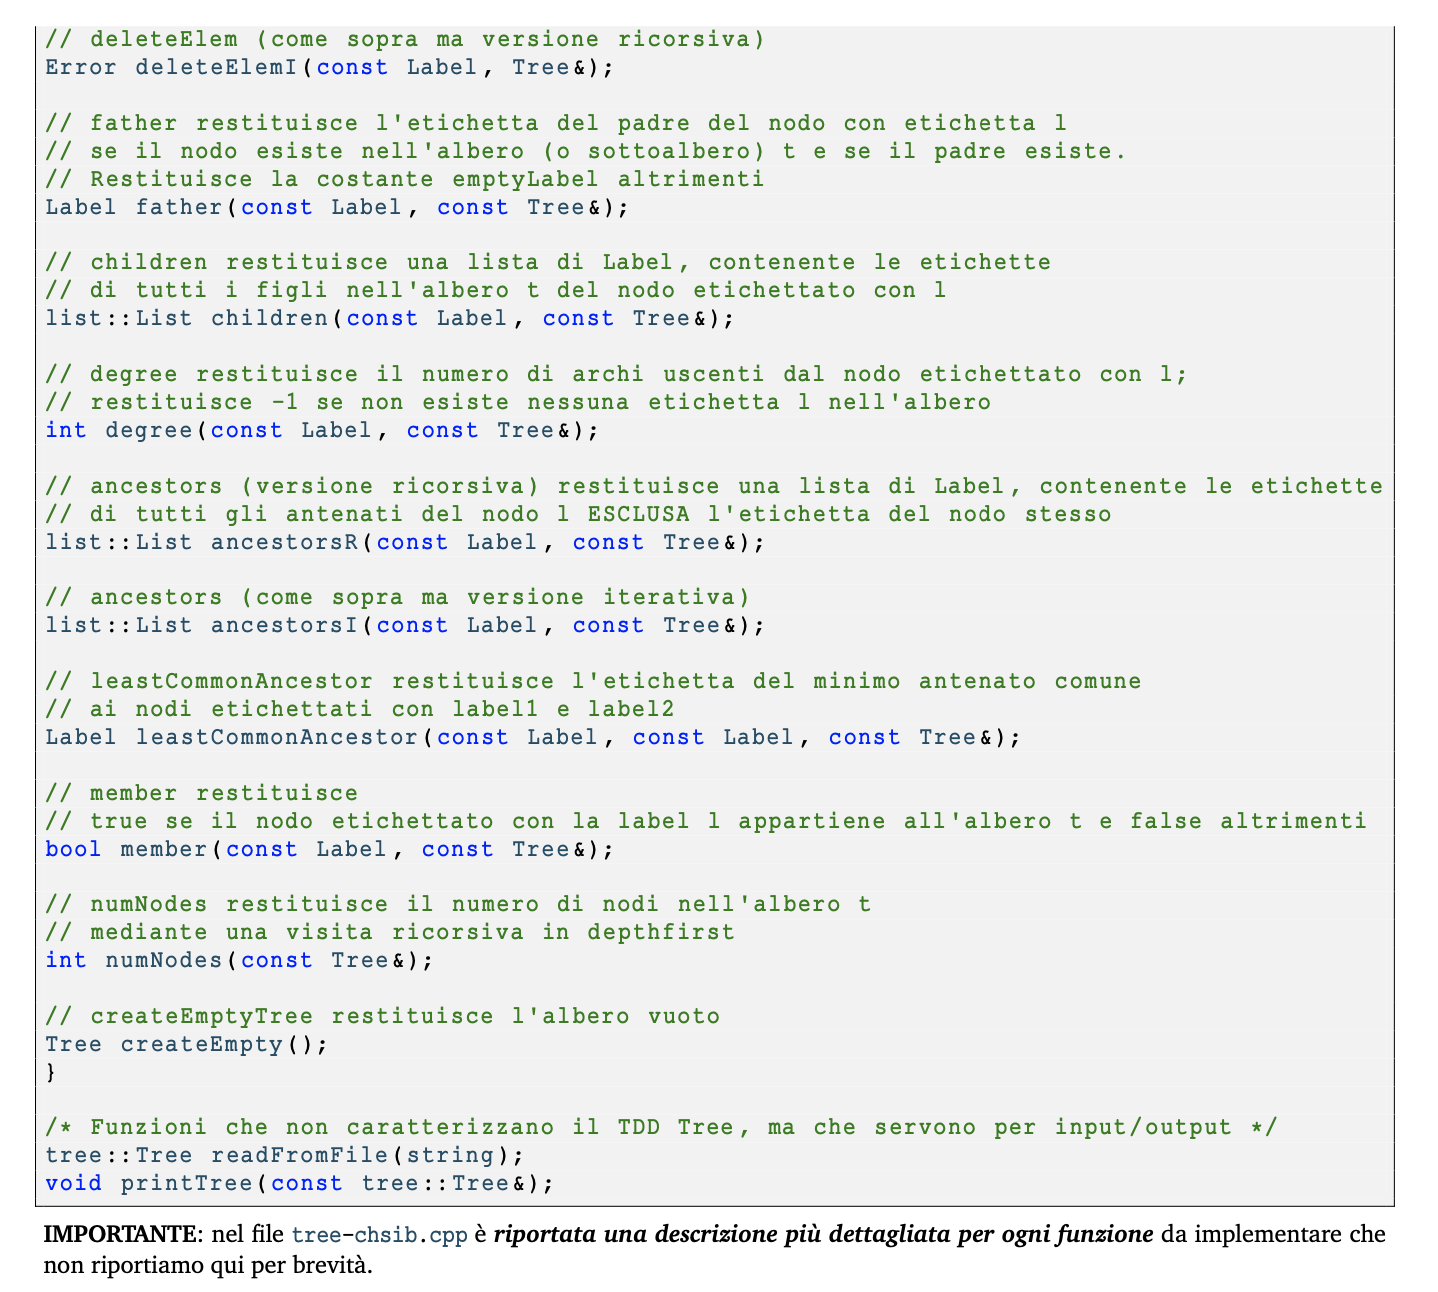 // deleteElem (come sopra ma versione ricorsiva)
Error deleteElemI(const Label, Tree&);
// father restituisce l'etichetta del padre del nodo con etichetta l
// se il nodo esiste nell'albero (o sottoalbero) t e se il padre esiste.
// Restituisce la costante emptyLabel altrimenti
Label father(const Label, const Tree&);
// children restituisce una lista di Label, contenente le etichette
// di tutti i figli nell'albero t del nodo etichettato con l
list::List children(const Label, const Tree&);
// degree restituisce il numero di archi uscenti dal nodo etichettato con l;
// restituisce -1 se non esiste nessuna etichetta l nell'albero
int degree(const Label, const Tree&);
// ancestors (versione ricorsiva) restituisce una lista di Label, contenente le etichette
// di tutti gli antenati del nodo l ESCLUSA l'etichetta del nodo stesso
list::List ancestorsR(const Label, const Tree&);
// ancestors (come sopra ma versione iterativa)
list::List ancestorsI(const Label, const Tree&);
// leastCommonAncestor restituisce l'etichetta del minimo antenato comune
// ai nodi etichettati con label1 e label2
Label leastCommonAncestor(const Label, const Label, const Tree&);
// member restituisce
// true se il nodo etichettato con la label l appartiene all'albero t e false altrimenti
bool member(const Label, const Tree&);
// numNodes restituisce il numero di nodi nell'albero t
// mediante una visita ricorsiva in depthfirst
int numNodes(const Tree&);
// createEmptyTree restituisce l'albero vuoto
Tree createEmpty();
}
/* Funzioni che non caratterizzano il TDD Tree, ma che servono per input/output */
tree::Tree readFromFile(string);
void printTree(const tree::Tree&);
IMPORTANTE: nel file tree-chsib.cpp è riportata una descrizione più dettagliata per ogni funzione da implementare che
non riportiamo qui per brevità.